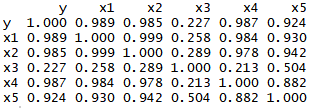 y x1 x2 x3 x4 x5
y 1.000 0.989 0.985 0.227 0.987 0.924
x1 0.989 1.000 0.999 0.258 0.984 0.930
x2 0.985 0.999 1.000 0.289 0.978 0.942
x3 0.227 0.258 0.289 1.000 0.213 0.504
x4 0.987 0.984 0.978 0.213 1.000 0.882
x5 0.924 0.930 0.942 0.504 0.882 1.000